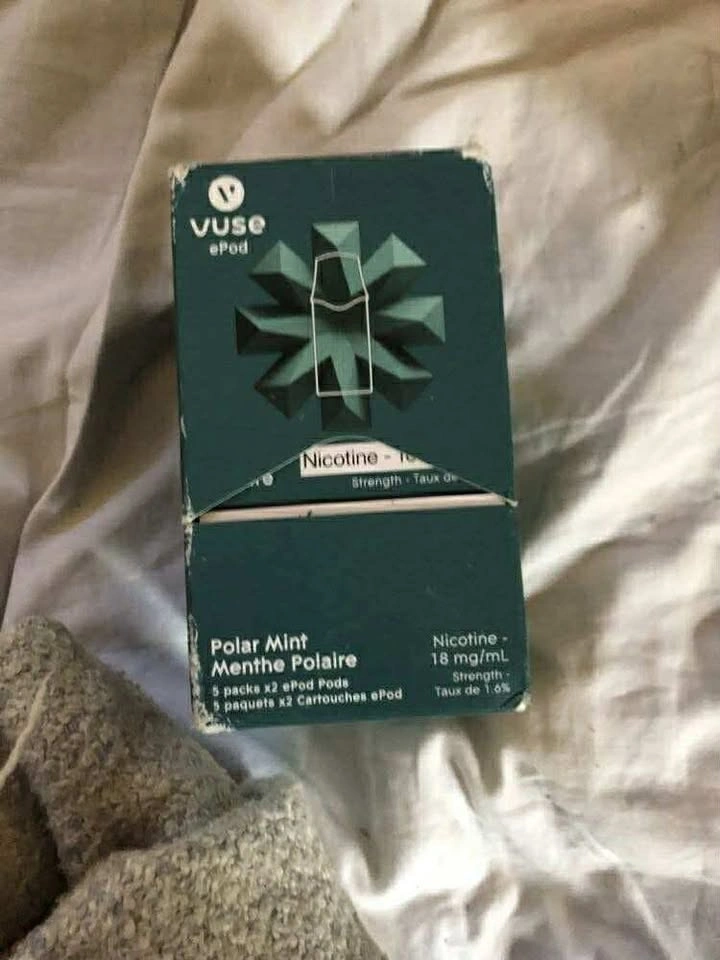 VUSE
ePod
Nicotine -
Strength - Taux de
Polar Mint
Menthe Polaire
5 packs x2 ePod Pods
5 paquets x2 Cartouches ePod
Nicotine -
18 mg/mL
Strength -
Taux de 1.6%